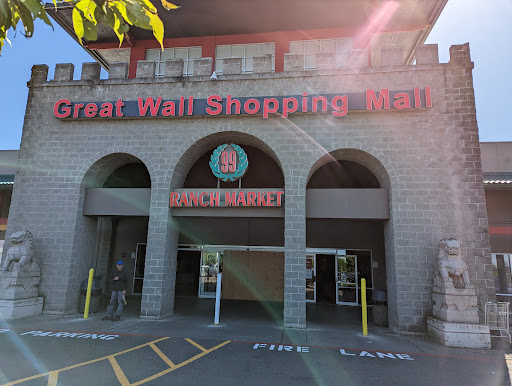 Great Wall Shopping Mall
99
RANCH MARKET
PARKING
FIRE LANE